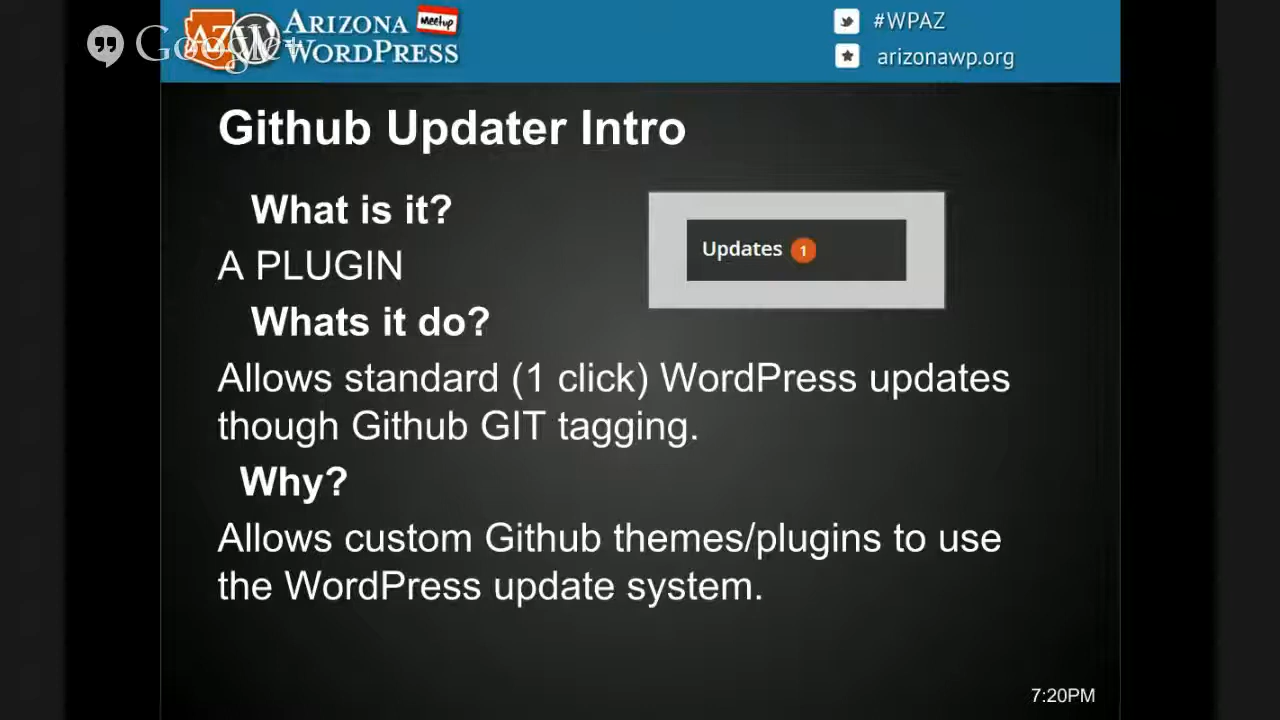 Google+
AZ
W
ARIZONA
meetup
WORDPRESS
#WPAZ
arizonawp.org
Github Updater Intro
What is it?
Updates 1
A PLUGIN
Whats it do?
Allows standard (1 click) WordPress updates
though Github GIT tagging.
Why?
Allows custom Github themes/plugins to use
the WordPress update system.
7:20PM